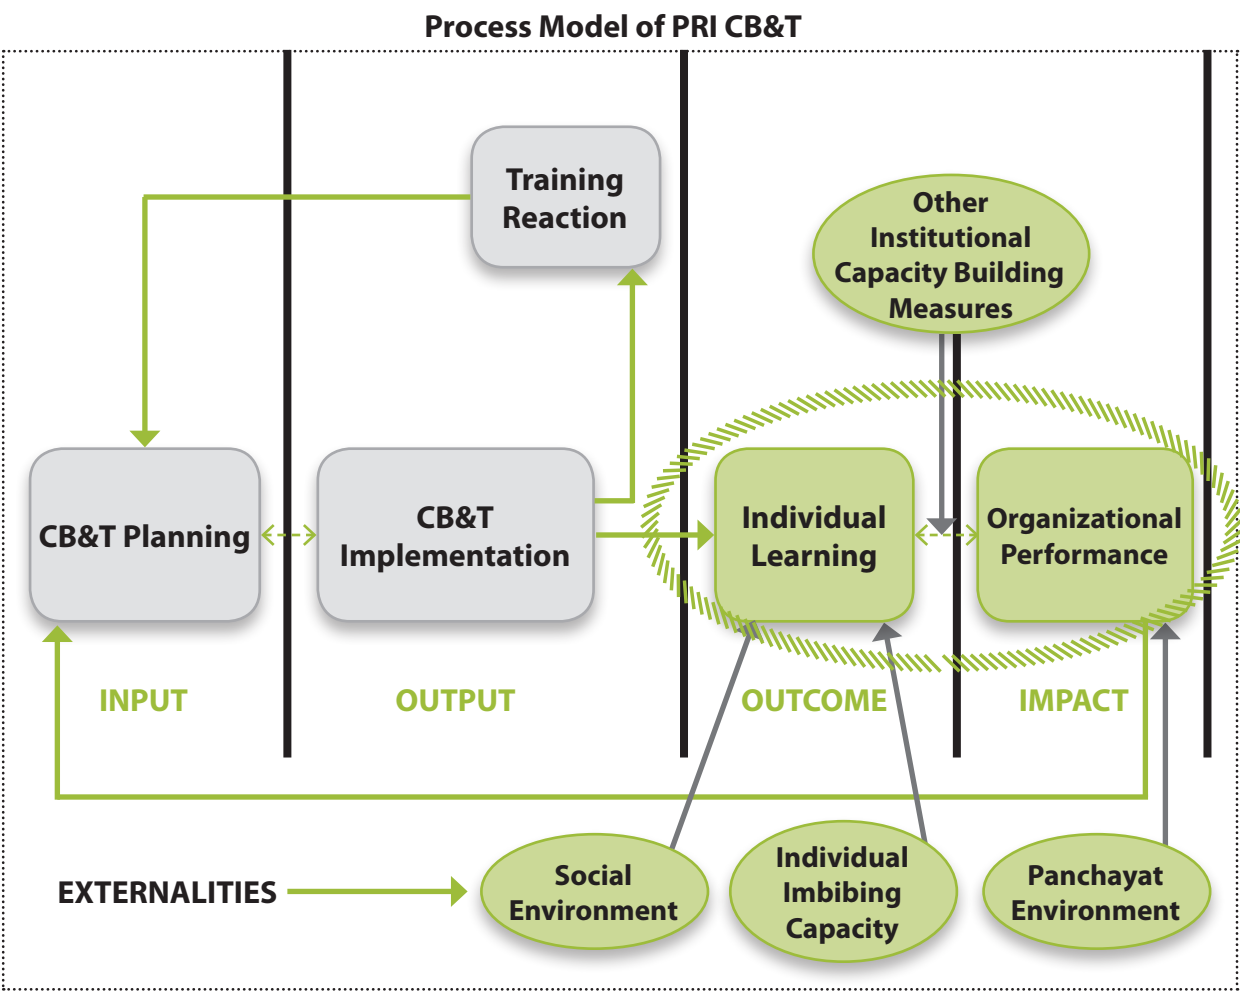 Process Model of PRI CB&T
Training
Reaction
Other
Institutional
Capacity Building
Measures
CB&T Planning
CB&T
Implementation
Individual
Learning
Organizational
Performance
INPUT
OUTPUT
OUTCOME
IMPACT
EXTERNALITIES
Social
Environment
Individual
Imbibing
Capacity
Panchayat
Environment